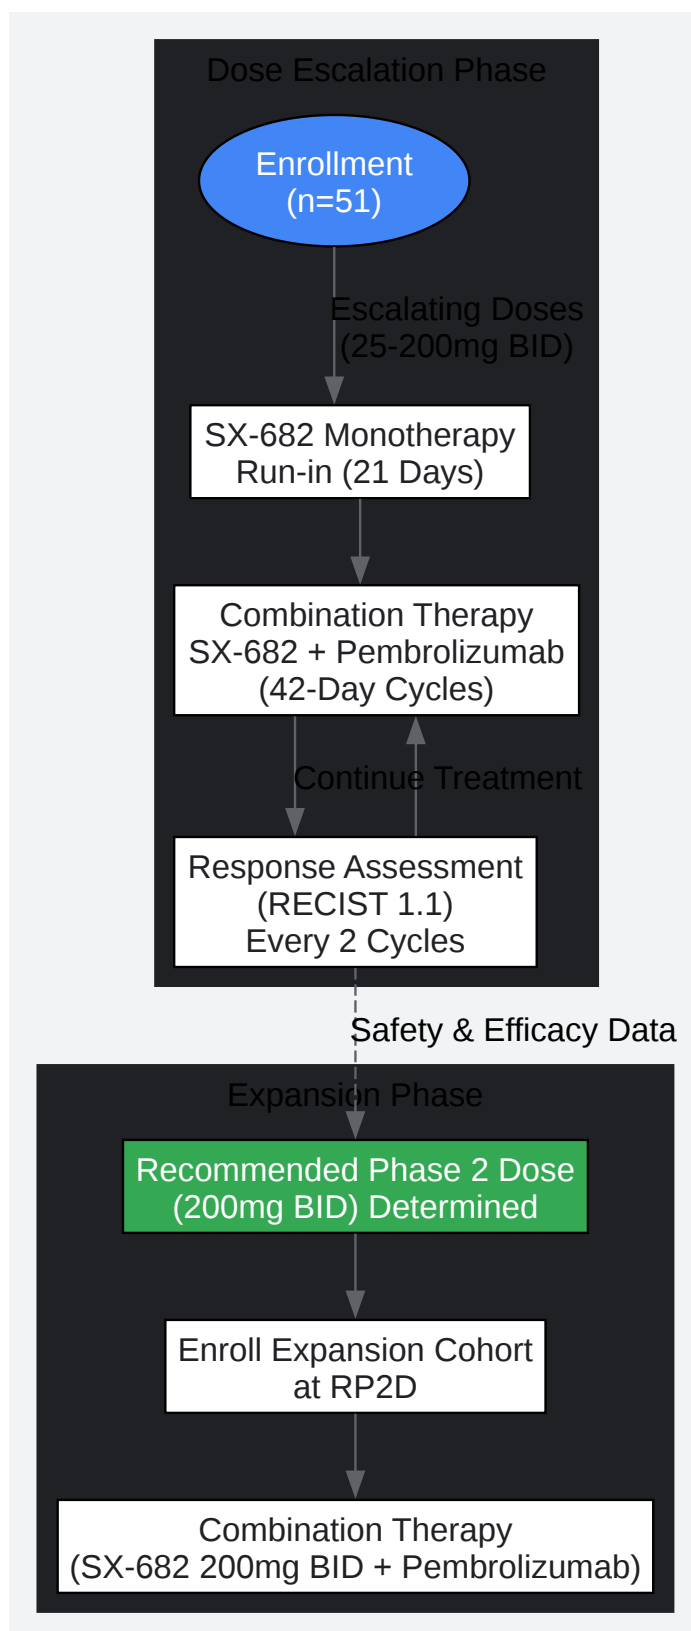 Dose Escalation Phase
Enrollment
(n=51)
Escalating Doses
(25-200mg BID)
SX-682 Monotherapy
Run-in (21 Days)
Combination Therapy
SX-682 + Pembrolizumab
(42-Day Cycles)
Continue Treatment
Response Assessment
(RECIST 1.1)
Every 2 Cycles
Safety & Efficacy Data
Expansion Phase
Recommended Phase 2 Dose
(200mg BID) Determined
Enroll Expansion Cohort
at RP2D
Combination Therapy
(SX-682 200mg BID + Pembrolizumab)